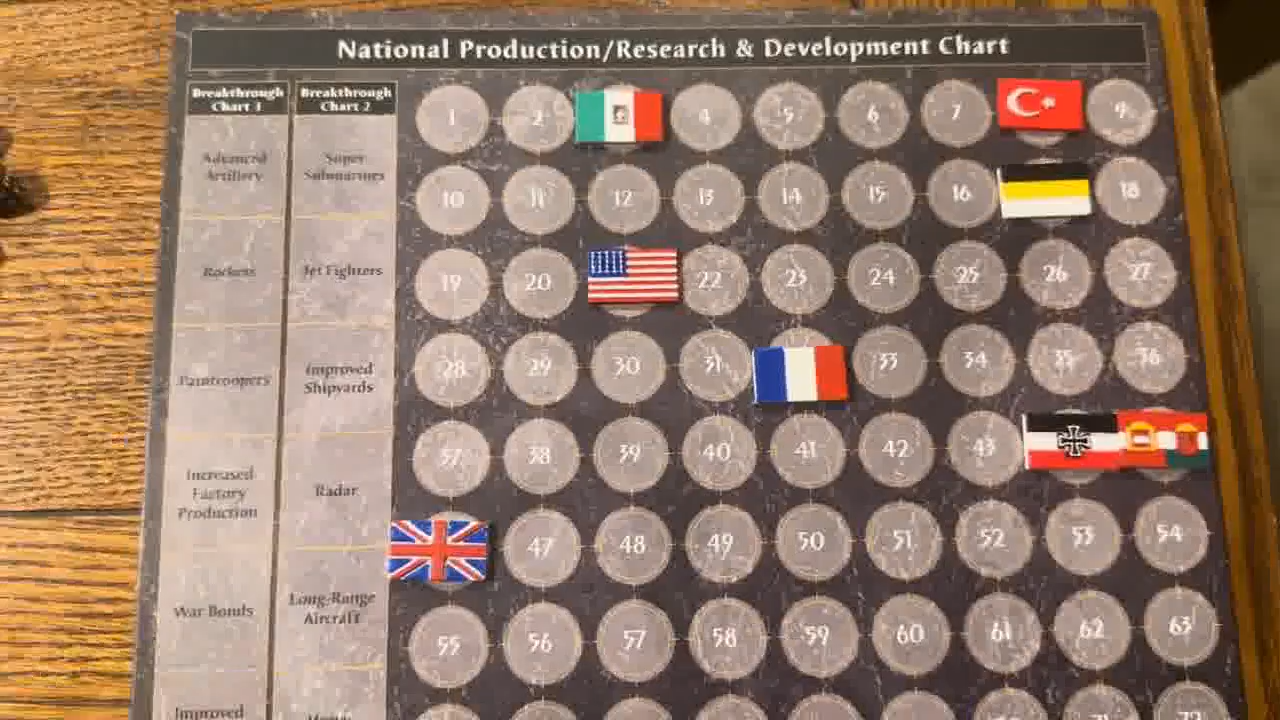 National Production/Research & Development Chart
Breakthrough
Chart 1
Breakthrough
Chart 2
1 2 4 5 6 7 9
Advanced
Artillery
Super
Submarines
10 11 12 13 14 15 16 18
Rockets
Jet Fighters
19 20 22 23 24 25 26 27
Paratroopers
Improved
Shipyards
28 29 30 31 33 34 35 36
37 38 39 40 41 42 43
Increased
Factory
Production
Radar
47 48 49 50 51 52 53 54
War Bonds
Long-Range
Aircraft
55 56 57 58 59 60 61 62 63
Improved